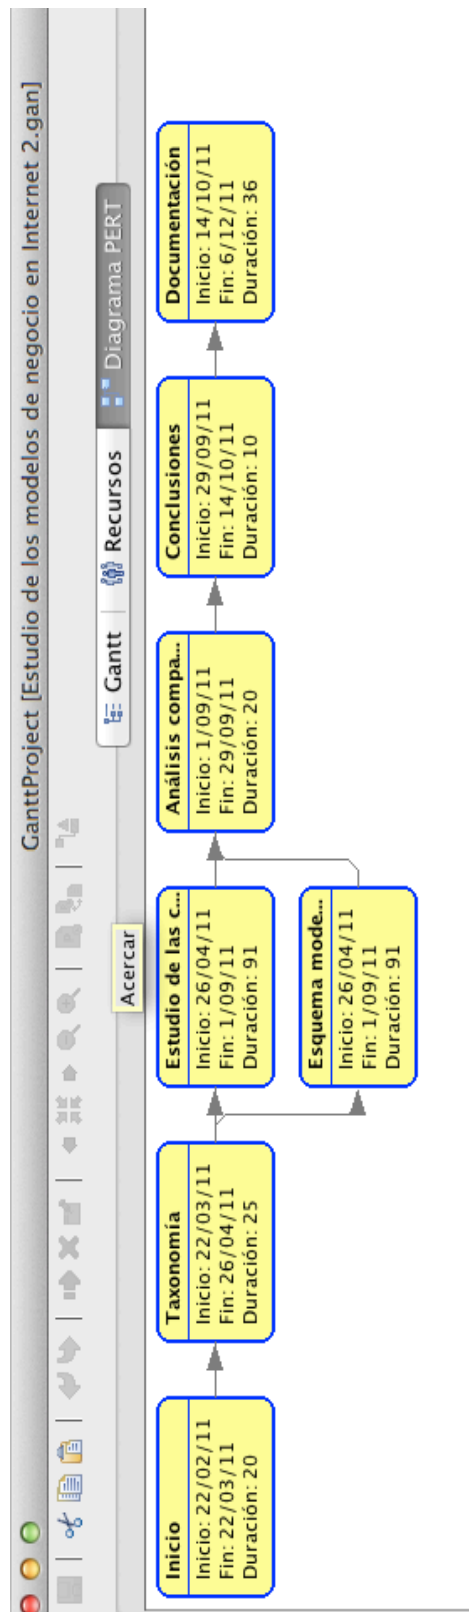 GanttProject [Estudio de los modelos de negocio en Internet 2.gan]
Acercar
Gantt
Recursos
Diagrama PERT
Inicio
Inicio: 22/02/11
Fin: 22/03/11
Duración: 20
Taxonomía
Inicio: 22/03/11
Fin: 26/04/11
Duración: 25
Estudio de las c...
Inicio: 26/04/11
Fin: 1/09/11
Duración: 91
Esquema mode...
Inicio: 26/04/11
Fin: 1/09/11
Duración: 91
Análisis compa...
Inicio: 1/09/11
Fin: 29/09/11
Duración: 20
Conclusiones
Inicio: 29/09/11
Fin: 14/10/11
Duración: 10
Documentación
Inicio: 14/10/11
Fin: 6/12/11
Duración: 36